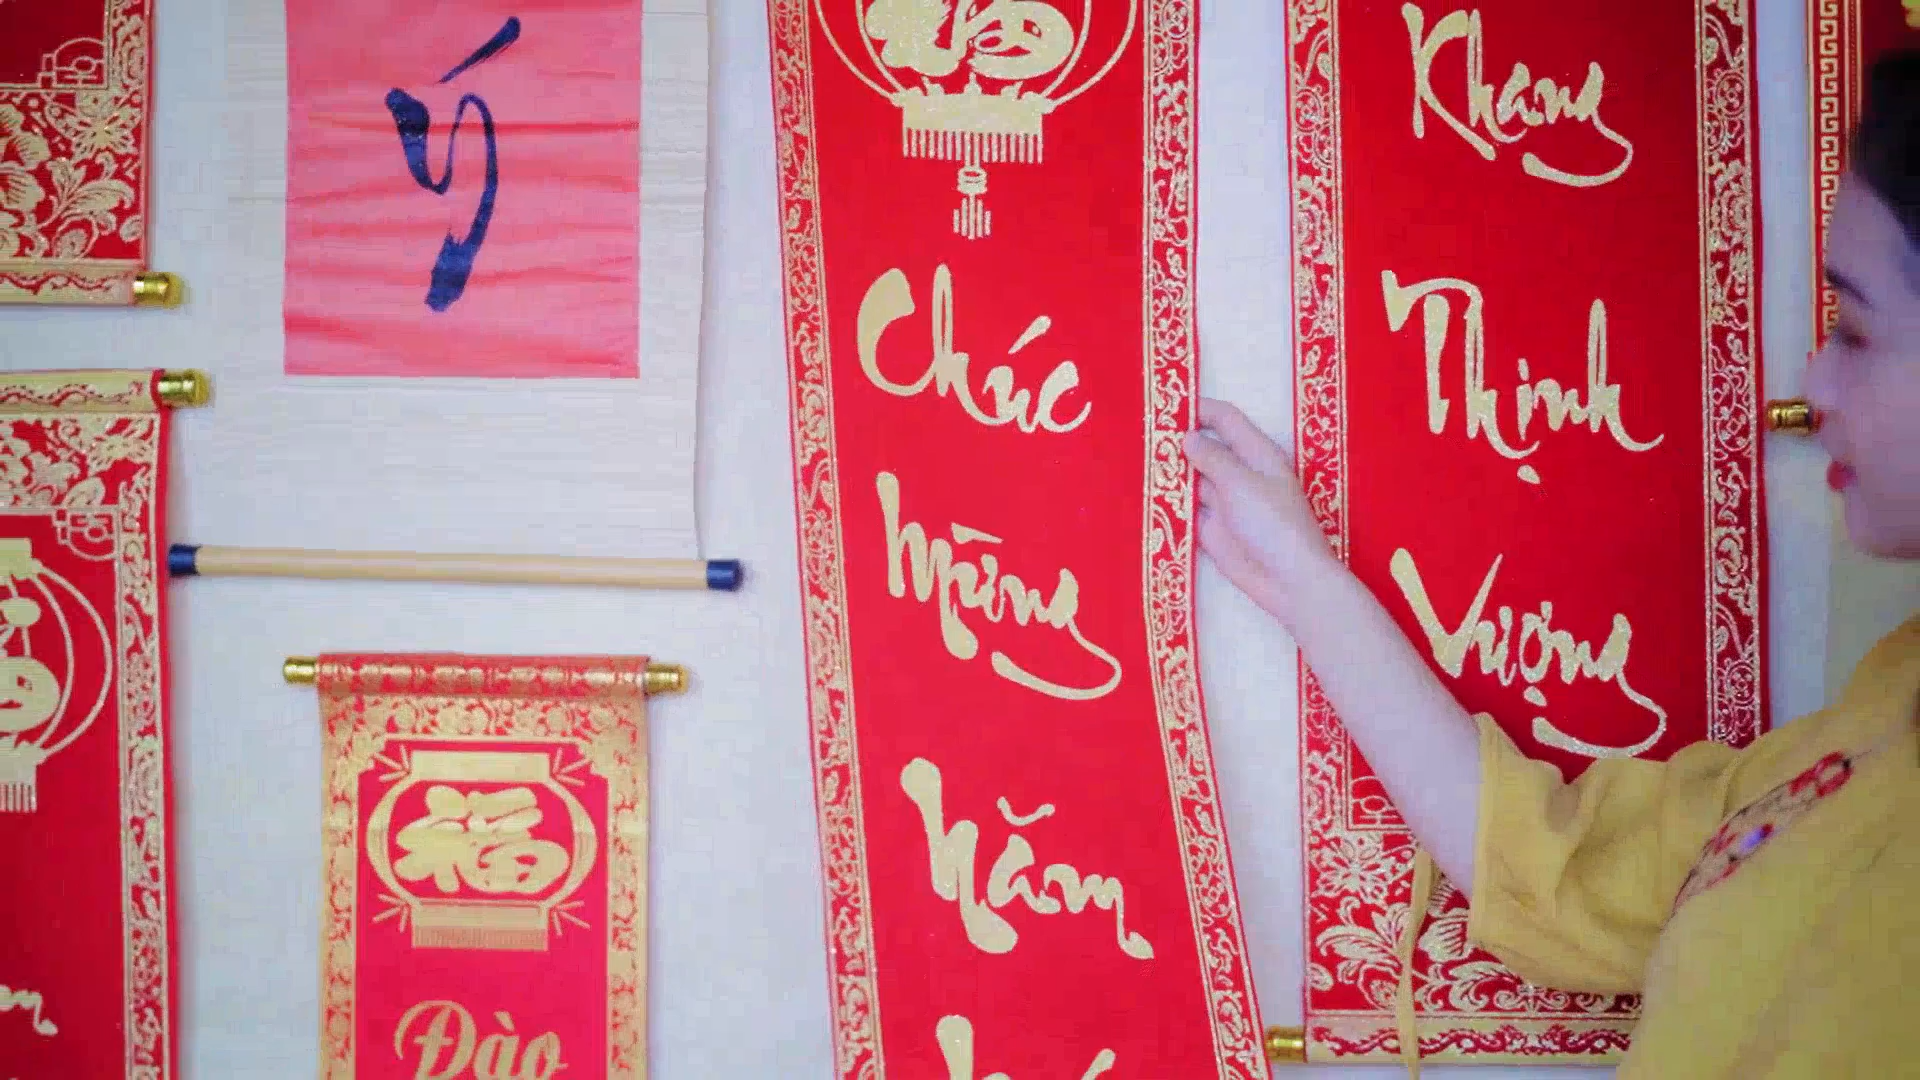 ý
福
Chúc
Mừng
Năm
Khang
Thịnh
Vượng
福
Đào